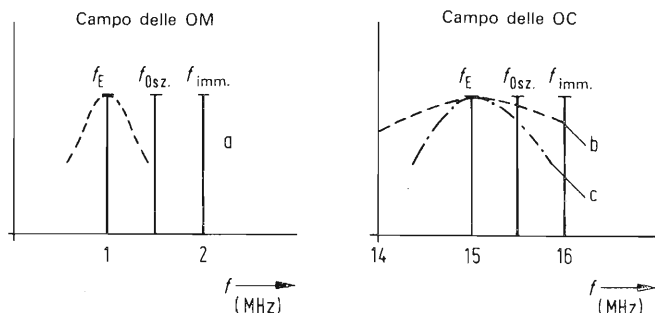 Campo delle OM
f_E f_Osz. f_imm.
a
1 2
f
(MHz)
Campo delle OC
f_E f_Osz. f_imm.
b
c
14 15 16
f
(MHz)